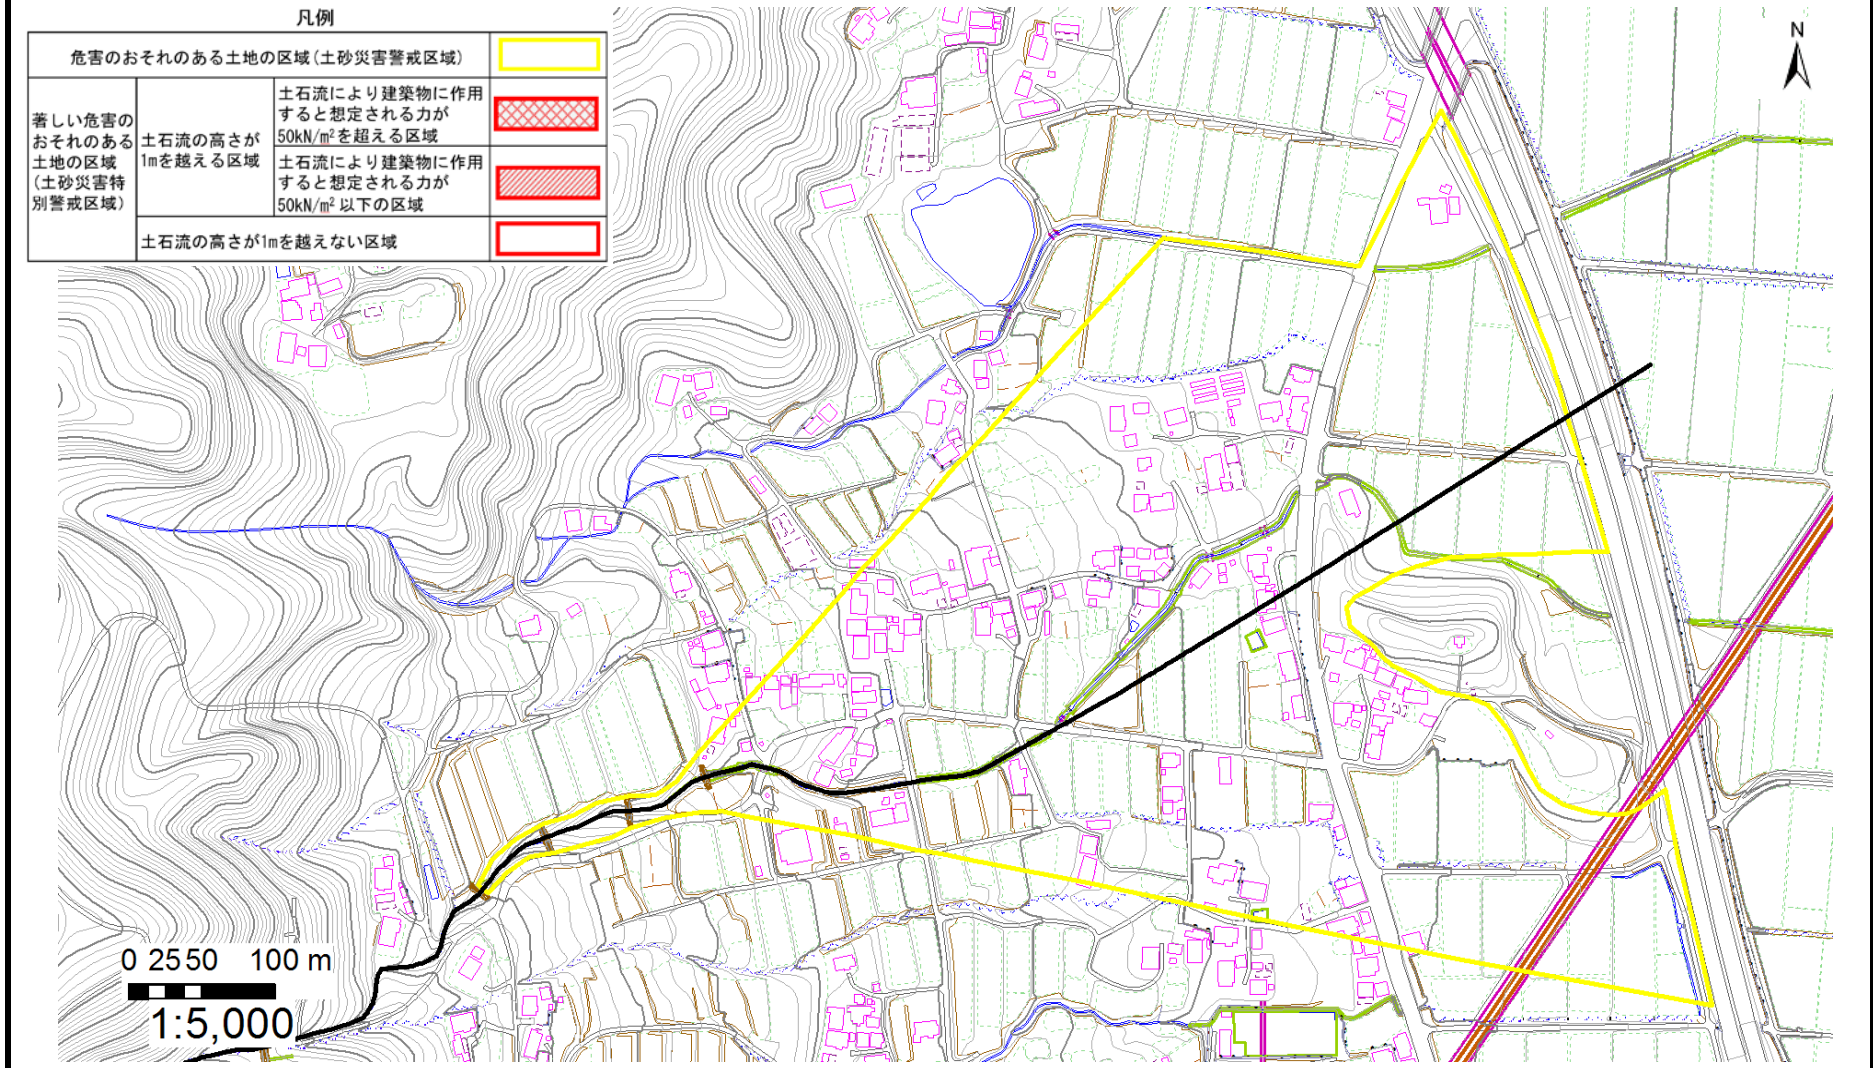 凡例
危害のおそれのある土地の区域(土砂災害警戒区域)
著しい危害の
おそれのある
土地の区域
(土砂災害特
別警戒区域)
土石流の高さが
1mを越える区域
土石流により建築物に作用
すると想定される力が
50kN/m²を超える区域
土石流により建築物に作用
すると想定される力が
50kN/m²以下の区域
土石流の高さが1mを越えない区域
N
0 25 50 100 m
1:5,000